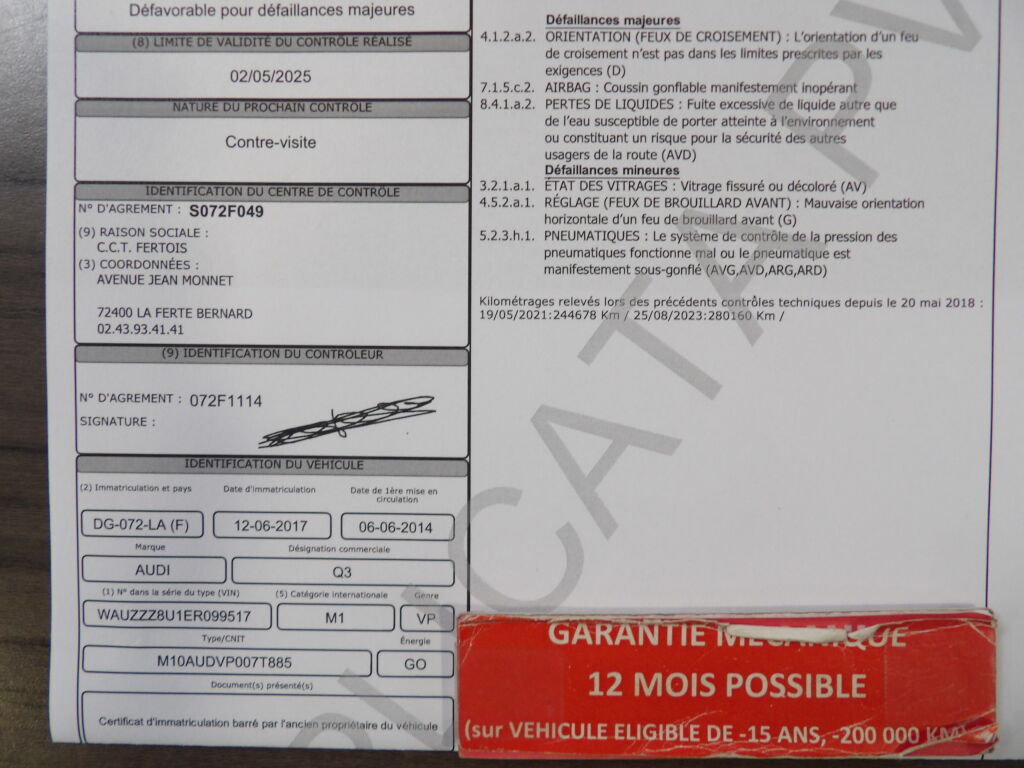 Défavorable pour défaillances majeures
(8) LIMITE DE VALIDITÉ DU CONTRÔLE RÉALISÉ
02/05/2025
NATURE DU PROCHAIN CONTRÔLE
Contre-visite
IDENTIFICATION DU CENTRE DE CONTRÔLE
N° D'AGREMENT : S072F049
(9) RAISON SOCIALE :
C.C.T. FERTOIS
(3) COORDONNÉES :
AVENUE JEAN MONNET
72400 LA FERTE BERNARD
02.43.93.41.41
(9) IDENTIFICATION DU CONTRÔLEUR
N° D'AGREMENT : 072F1114
SIGNATURE :
IDENTIFICATION DU VÉHICULE
(2) Immatriculation et pays Date d'immatriculation Date de 1ère mise en
circulation
DG-072-LA (F) 12-06-2017 06-06-2014
Marque Désignation commerciale
AUDI Q3
(1) N° dans la série du type (VIN) (5) Catégorie internationale Genre
WAUZZZ8U1ER099517 M1 VP
Type/CNIT Énergie
M10AUDVP007T885 GO
Document(s) présenté(s)
Certificat d'immatriculation barré par l'ancien propriétaire du véhicule
Défaillances majeures
4.1.2.a.2. ORIENTATION (FEUX DE CROISEMENT) : L'orientation d'un feu
de croisement n'est pas dans les limites prescrites par les
exigences (D)
7.1.5.c.2. AIRBAG : Coussin gonflable manifestement inopérant
8.4.1.a.2. PERTES DE LIQUIDES : Fuite excessive de liquide autre que
de l'eau susceptible de porter atteinte à l'environnement
ou constituant un risque pour la sécurité des autres
usagers de la route (AVD)
Défaillances mineures
3.2.1.a.1. ÉTAT DES VITRAGES : Vitrage fissuré ou décoloré (AV)
4.5.2.a.1. RÉGLAGE (FEUX DE BROUILLARD AVANT) : Mauvaise orientation
horizontale d'un feu de brouillard avant (G)
5.2.3.h.1. PNEUMATIQUES : Le système de contrôle de la pression des
pneumatiques fonctionne mal ou le pneumatique est
manifestement sous-gonflé (AVG,AVD,ARG,ARD)
Kilométrages relevés lors des précédents contrôles techniques depuis le 20 mai 2018 :
19/05/2021:244678 Km / 25/08/2023:280160 Km /
GARANTIE MECANIQUE
12 MOIS POSSIBLE
(sur VEHICULE ELIGIBLE DE -15 ANS, -200 000 KM)